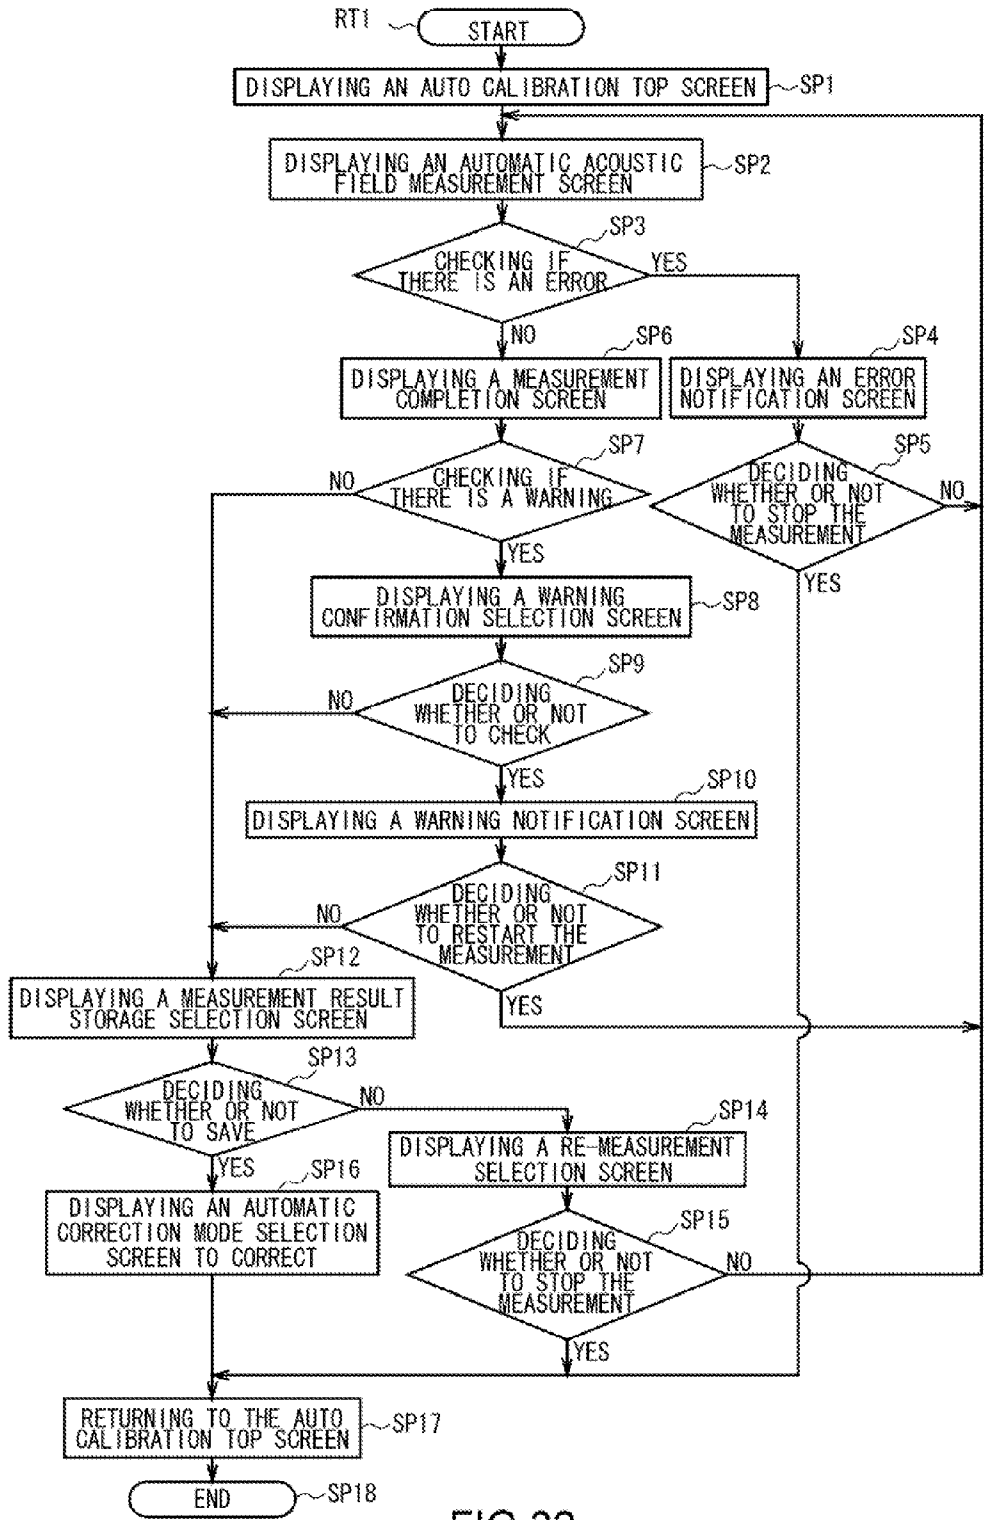 RT1
START
DISPLAYING AN AUTO CALIBRATION TOP SCREEN
SP1
DISPLAYING AN AUTOMATIC ACOUSTIC
FIELD MEASUREMENT SCREEN
SP2
SP3
CHECKING IF
THERE IS AN ERROR
YES
NO
SP6
DISPLAYING A MEASUREMENT
COMPLETION SCREEN
SP4
DISPLAYING AN ERROR
NOTIFICATION SCREEN
SP7
CHECKING IF
THERE IS A WARNING
NO
YES
SP5
DECIDING
WHETHER OR NOT
TO STOP THE
MEASUREMENT
NO
YES
DISPLAYING A WARNING
CONFIRMATION SELECTION SCREEN
SP8
SP9
DECIDING
WHETHER OR NOT
TO CHECK
NO
YES
SP10
DISPLAYING A WARNING NOTIFICATION SCREEN
SP11
DECIDING
WHETHER OR NOT
TO RESTART THE
MEASUREMENT
NO
YES
SP12
DISPLAYING A MEASUREMENT RESULT
STORAGE SELECTION SCREEN
SP13
DECIDING
WHETHER OR NOT
TO SAVE
NO
YES
SP14
DISPLAYING A RE-MEASUREMENT
SELECTION SCREEN
SP16
DISPLAYING AN AUTOMATIC
CORRECTION MODE SELECTION
SCREEN TO CORRECT
SP15
DECIDING
WHETHER OR NOT
TO STOP THE
MEASUREMENT
NO
YES
RETURNING TO THE AUTO
CALIBRATION TOP SCREEN
SP17
END
SP18